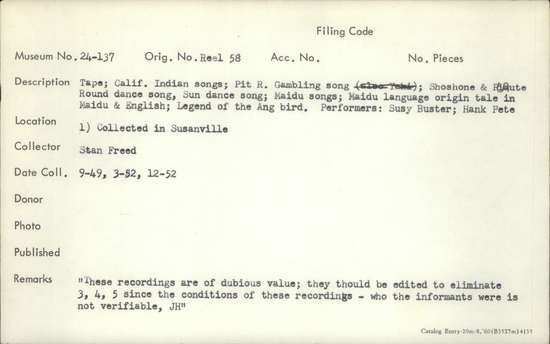 Filing Code
Museum No. 24-137 Orig. No. Reel 58 Acc. No. No. Pieces
Description Tape; Calif. Indian songs; Pit R. Gambling song; Shoshone & Paiute
Round dance song, Sun dance song; Maidu songs; Maidu language origin tale in
Maidu & English; Legend of the Ang bird. Performers: Susy Buster; Hank Pete
Location 1) Collected in Susanville
Collector Stan Freed
Date Coll. 9-49, 3-52, 12-52
Donor
Photo
Published
Remarks "These recordings are of dubious value; they thould be edited to eliminate
3, 4, 5 since the conditions of these recordings - who the informants were is
not verifiable, JH"